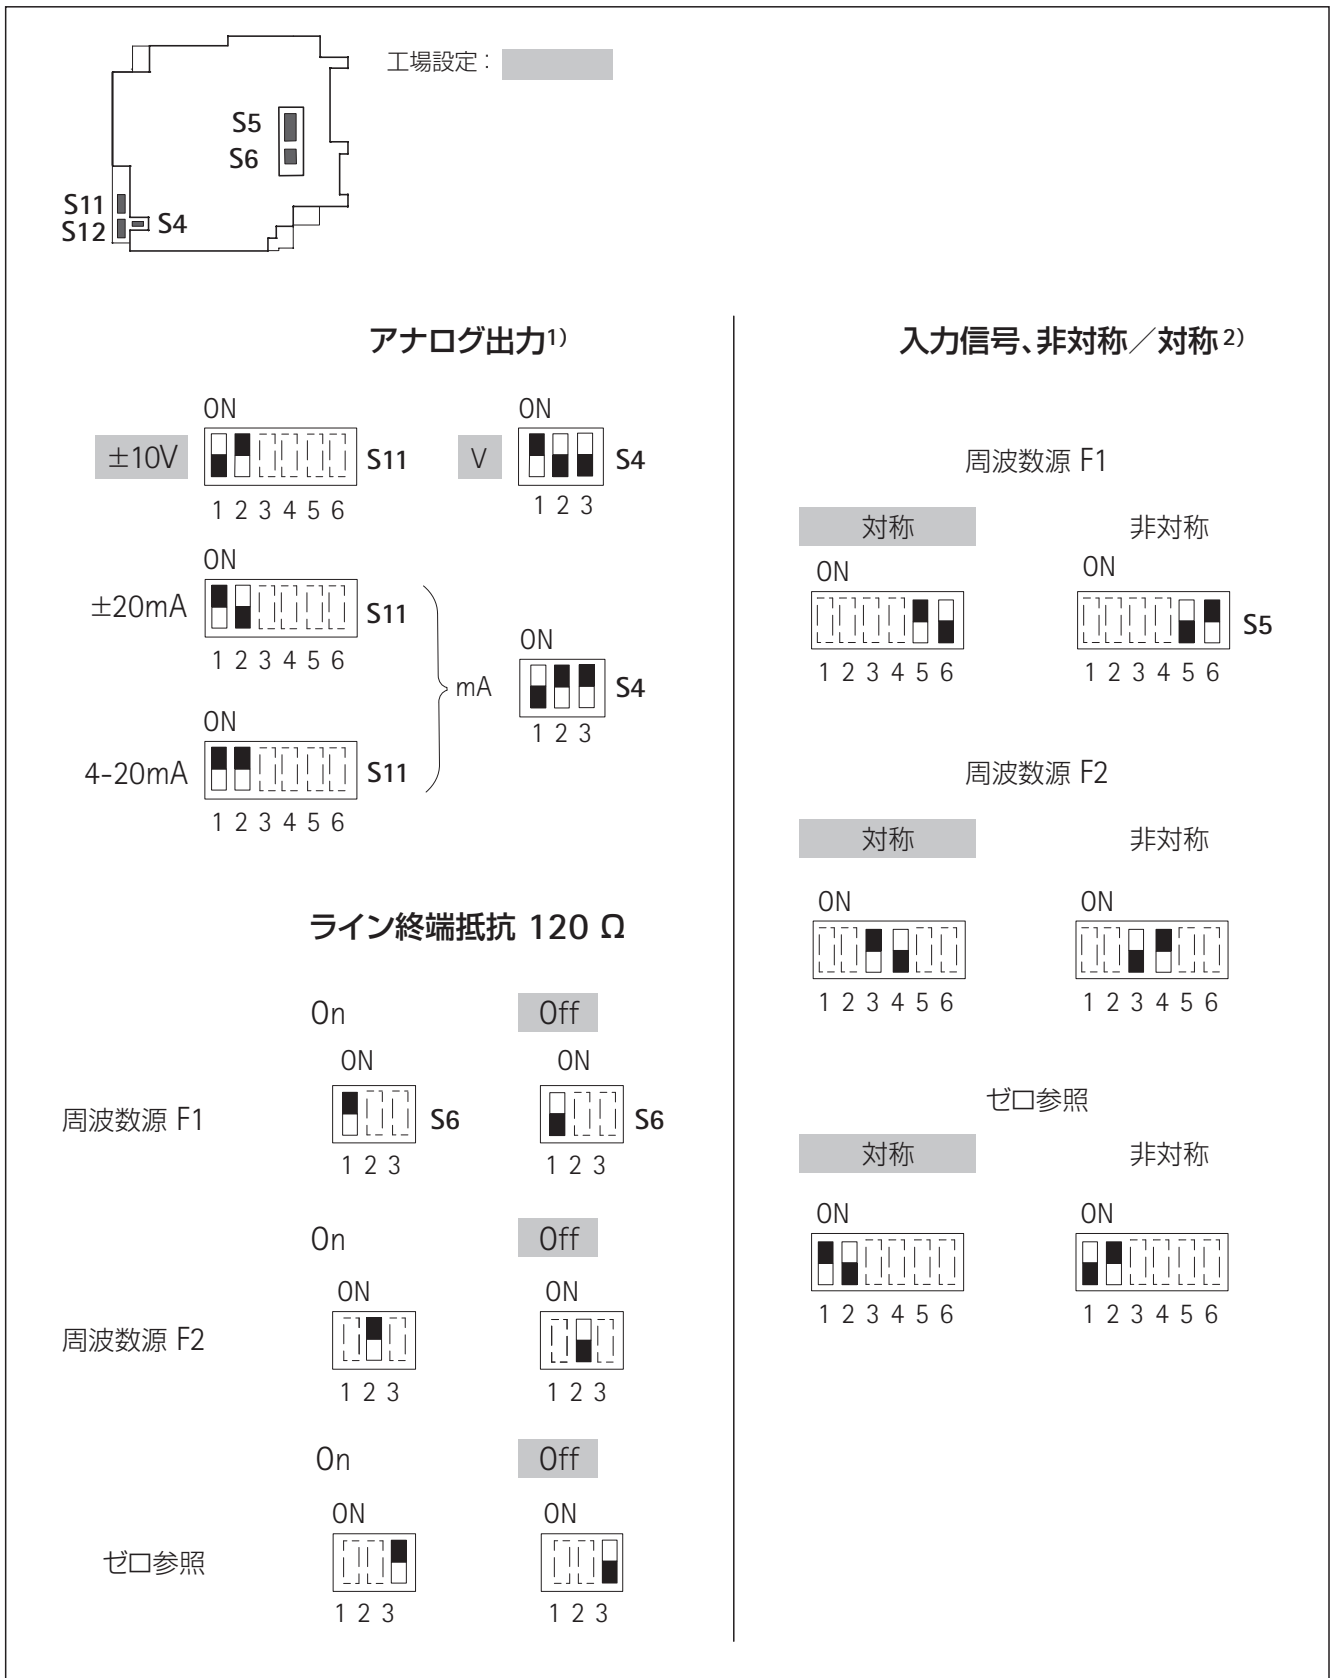 工場設定：
S5
S6
S11
S12
S4
アナログ出力1)
ON
±10V
S11
1 2 3 4 5 6
ON
V
S4
1 2 3
ON
±20mA
S11
1 2 3 4 5 6
ON
4-20mA
S11
1 2 3 4 5 6
mA
ON
S4
1 2 3
ライン終端抵抗 120 Ω
On
Off
周波数源 F1
ON
S6
1 2 3
ON
S6
1 2 3
On
Off
周波数源 F2
ON
1 2 3
ON
1 2 3
On
Off
ゼロ参照
ON
1 2 3
ON
1 2 3
入力信号、非対称／対称2)
周波数源 F1
対称
非対称
ON
1 2 3 4 5 6
ON
S5
1 2 3 4 5 6
周波数源 F2
対称
非対称
ON
1 2 3 4 5 6
ON
1 2 3 4 5 6
ゼロ参照
対称
非対称
ON
1 2 3 4 5 6
ON
1 2 3 4 5 6